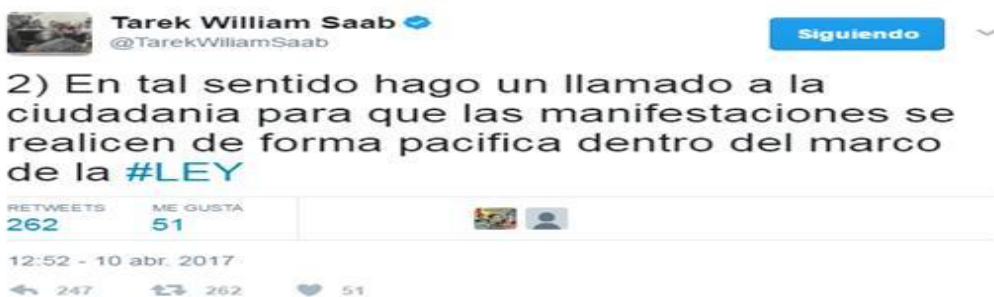 Tarek William Saab
@TarekWiliamSaab
Siguiendo
2) En tal sentido hago un llamado a la
ciudadania para que las manifestaciones se
realicen de forma pacifica dentro del marco
de la #LEY
RETWEETS ME GUSTA
262 51
12:52 - 10 abr. 2017
247 262 51